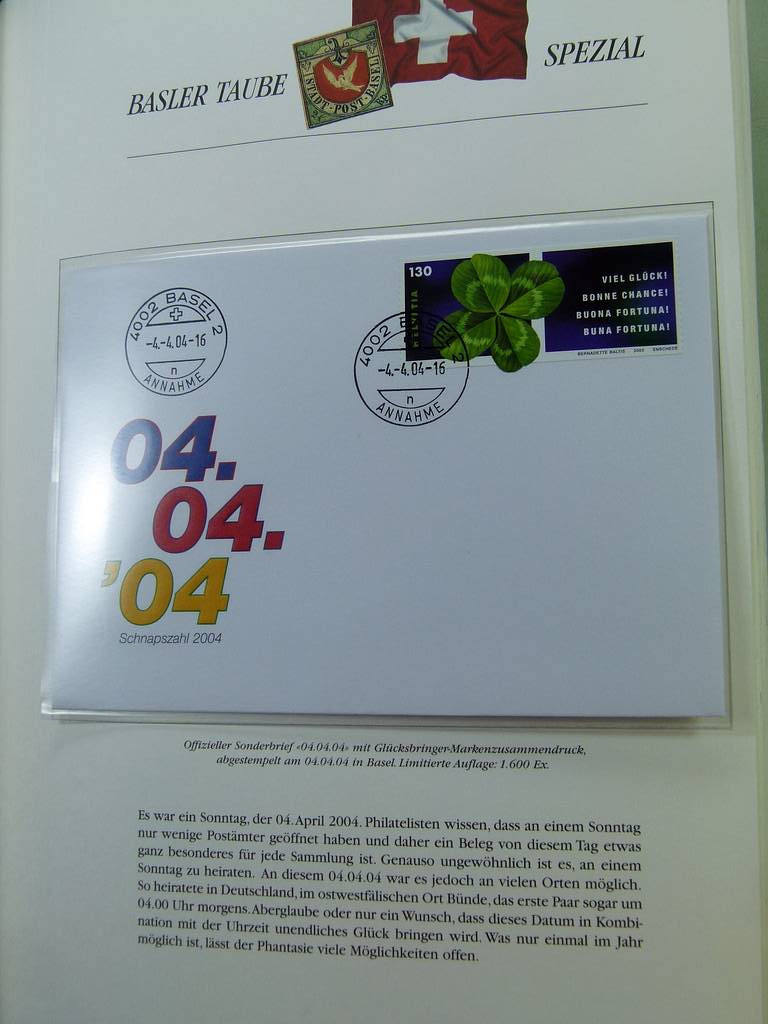 BASLER TAUBE
STADT·POST·BASEL
SPEZIAL
4002 BASEL 2
-4.-4.04-16
n
ANNAHME
130
HELVETIA
VIEL GLÜCK!
BONNE CHANCE!
BUONA FORTUNA!
BUNA FORTUNA!
BERNADETTE BALTIS 2003 ENSCHEDE
4002 BASEL 2
-4.-4.04-16
n
ANNAHME
04.
04.
'04
Schnapszahl 2004
Offizieller Sonderbrief «04.04.04» mit Glücksbringer-Markenzusammendruck,
abgestempelt am 04.04.04 in Basel. Limitierte Auflage: 1.600 Ex.
Es war ein Sonntag, der 04. April 2004. Philatelisten wissen, dass an einem Sonntag
nur wenige Postämter geöffnet haben und daher ein Beleg von diesem Tag etwas
ganz besonderes für jede Sammlung ist. Genauso ungewöhnlich ist es, an einem
Sonntag zu heiraten. An diesem 04.04.04 war es jedoch an vielen Orten möglich.
So heiratete in Deutschland, im ostwestfälischen Ort Bünde, das erste Paar sogar um
04.00 Uhr morgens. Aberglaube oder nur ein Wunsch, dass dieses Datum in Kombi-
nation mit der Uhrzeit unendliches Glück bringen wird. Was nur einmal im Jahr
möglich ist, lässt der Phantasie viele Möglichkeiten offen.